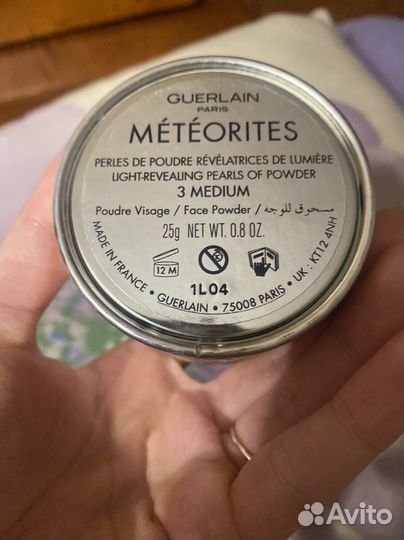 GUERLAIN
PARIS
MÉTÉORITES
PERLES DE POUDRE RÉVÉLATRICES DE LUMIÈRE
LIGHT-REVEALING PEARLS OF POWDER
3 MEDIUM
Poudre Visage / Face Powder / مسحوق للوجه
25g NET WT. 0.8 OZ.
12 M
1L04
MADE IN FRANCE • GUERLAIN • 75008 PARIS • UK : KT12 4NH
Avito